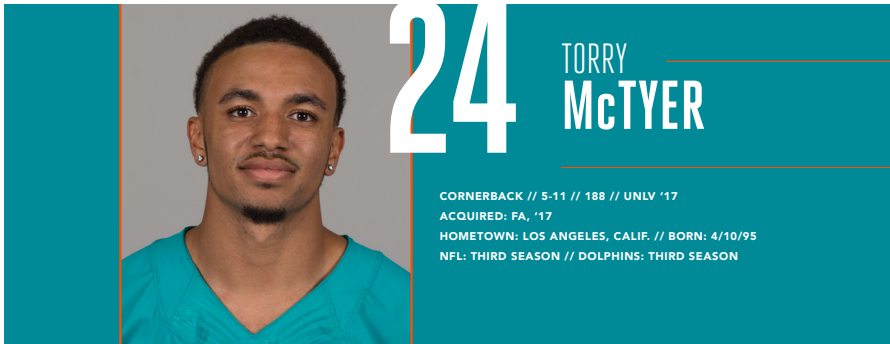 24
TORRY
McTYER
CORNERBACK // 5-11 // 188 // UNLV ’17
ACQUIRED: FA, ’17
HOMETOWN: LOS ANGELES, CALIF. // BORN: 4/10/95
NFL: THIRD SEASON // DOLPHINS: THIRD SEASON